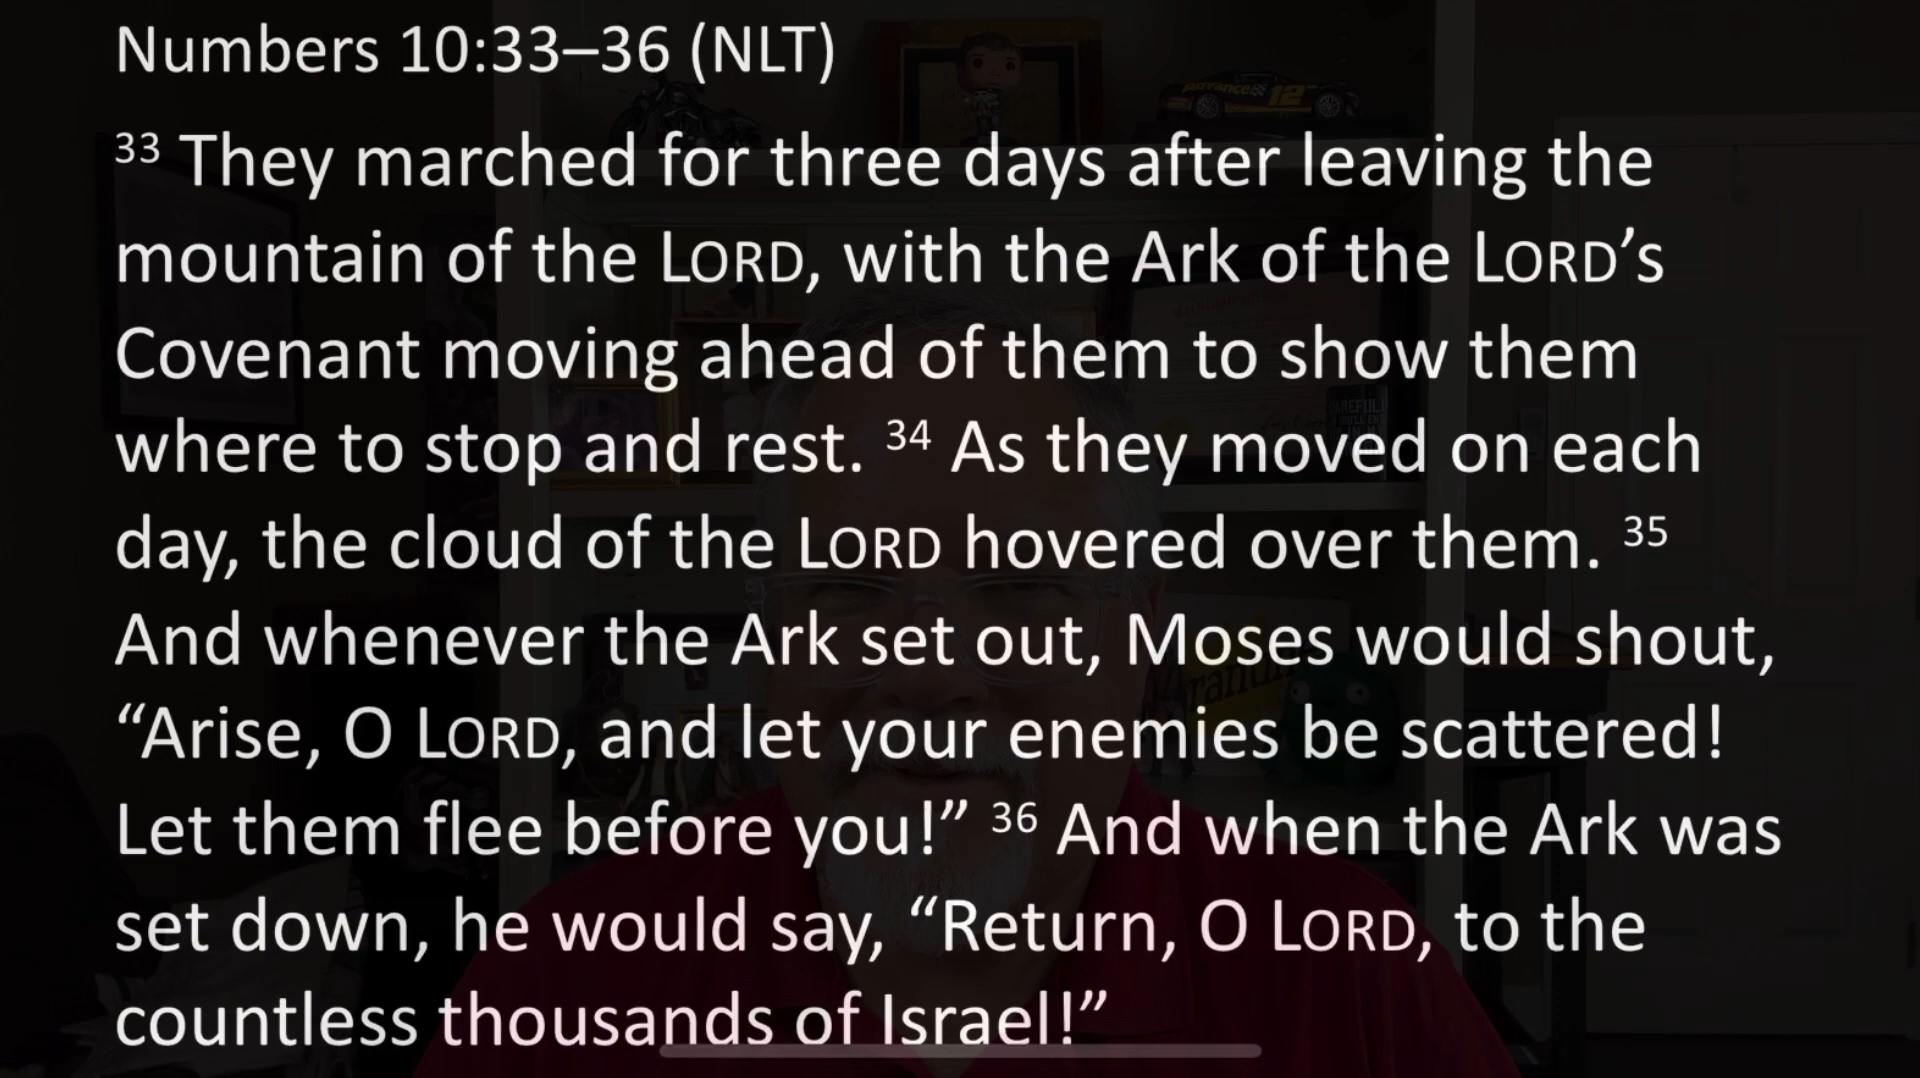 Numbers 10:33–36 (NLT)
33 They marched for three days after leaving the
mountain of the LORD, with the Ark of the LORD’s
Covenant moving ahead of them to show them
where to stop and rest. 34 As they moved on each
day, the cloud of the LORD hovered over them. 35
And whenever the Ark set out, Moses would shout,
“Arise, O LORD, and let your enemies be scattered!
Let them flee before you!” 36 And when the Ark was
set down, he would say, “Return, O LORD, to the
countless thousands of Israel!”
Advance
12